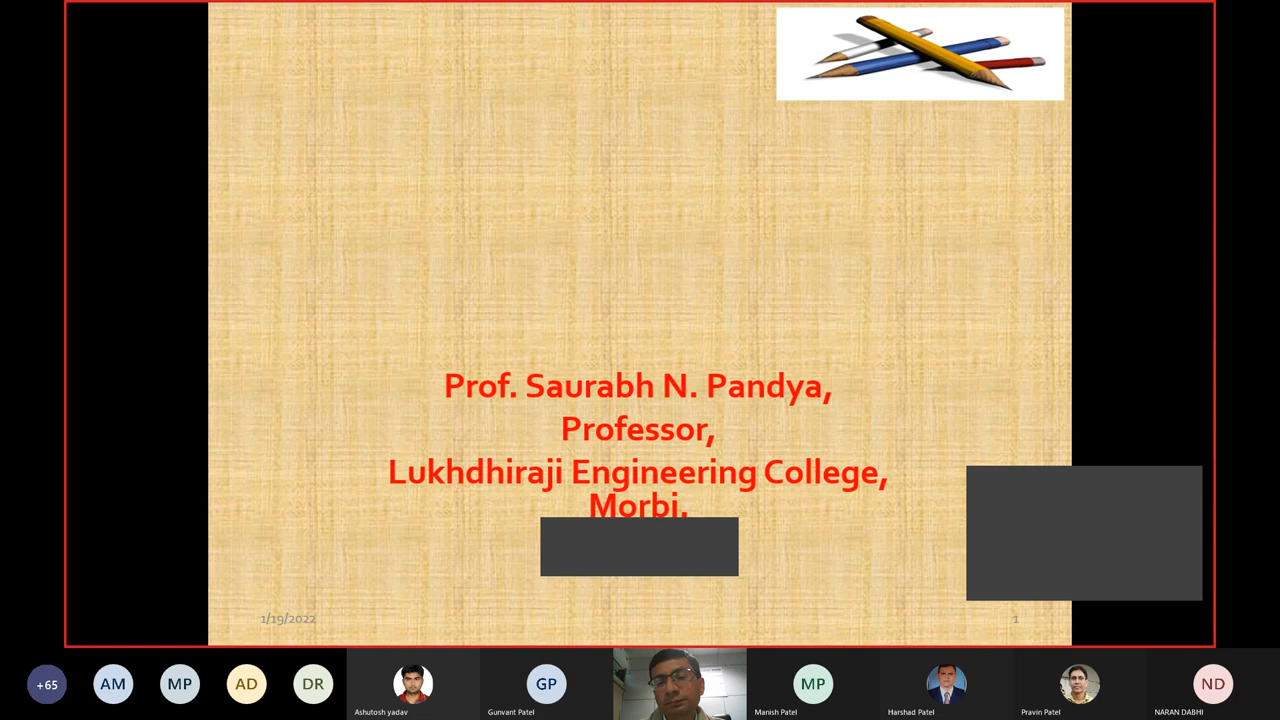 Prof. Saurabh N. Pandya,
Professor,
Lukhdhiraji Engineering College,
Morbi.
1/19/2022
1
+65
AM
MP
AD
DR
Ashutosh yadav
GP
Gunvant Patel
MP
Manish Patel
Harshad Patel
Pravin Patel
ND
NARAN DABHI